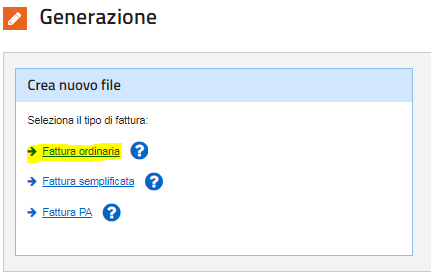 Generazione
Crea nuovo file
Seleziona il tipo di fattura:
Fattura ordinaria ?
Fattura semplificata ?
Fattura PA ?